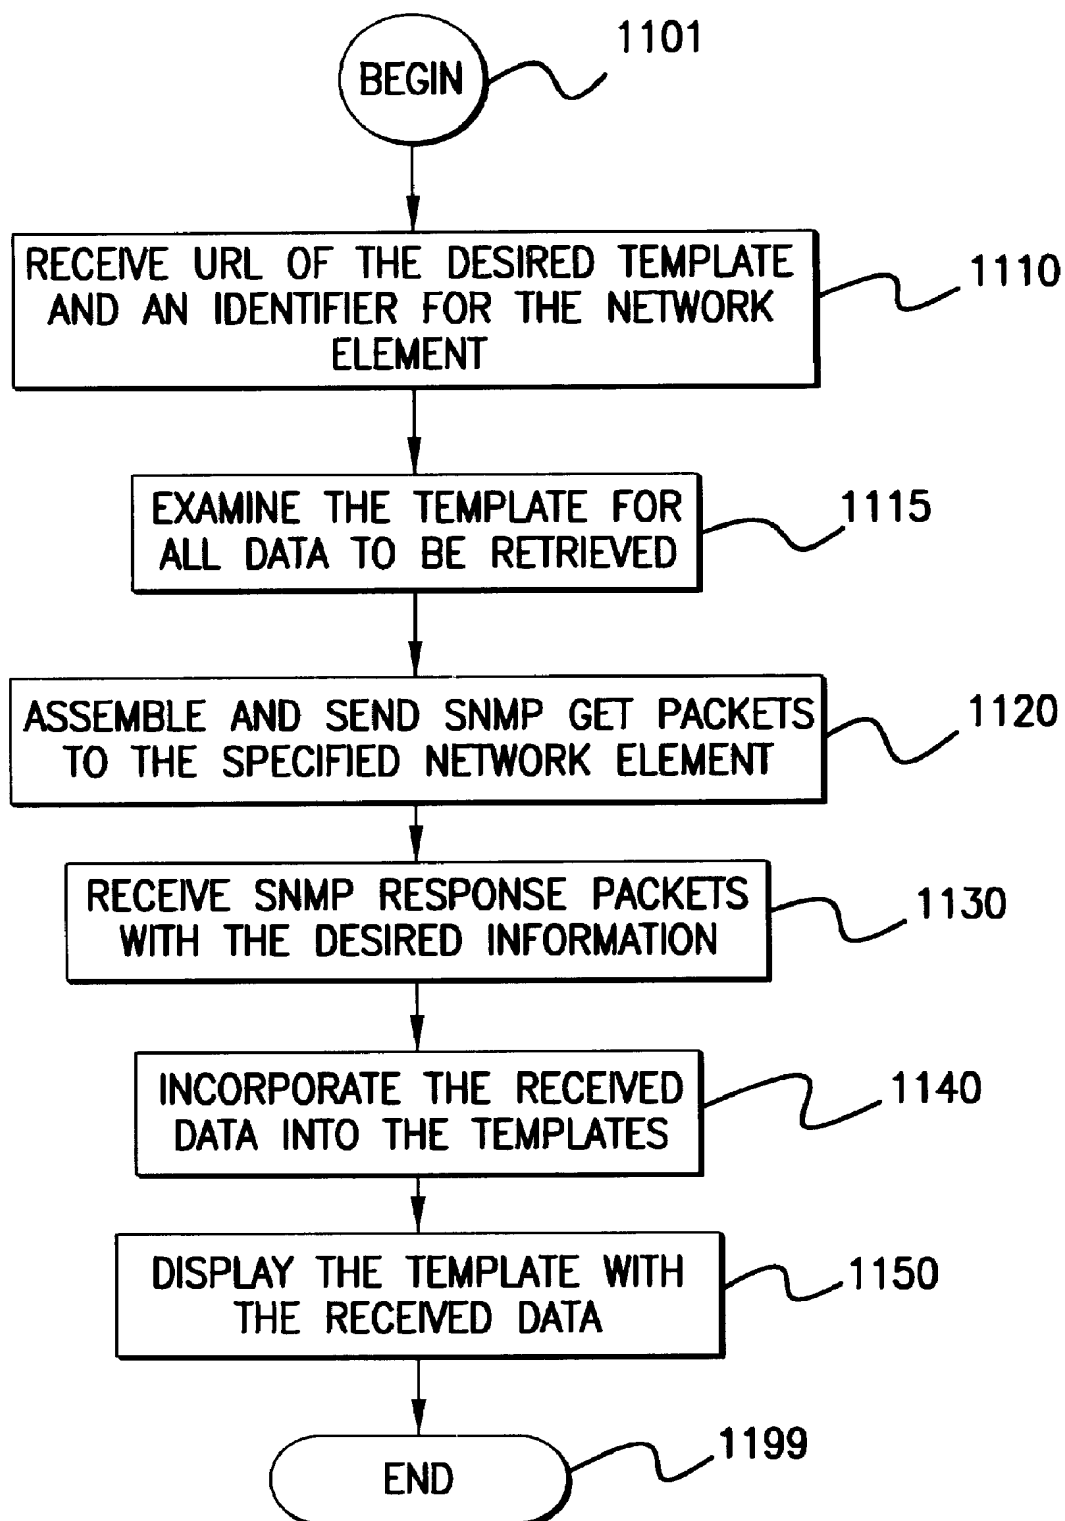 1101
BEGIN
RECEIVE URL OF THE DESIRED TEMPLATE
AND AN IDENTIFIER FOR THE NETWORK
ELEMENT
1110
EXAMINE THE TEMPLATE FOR
ALL DATA TO BE RETRIEVED
1115
ASSEMBLE AND SEND SNMP GET PACKETS
TO THE SPECIFIED NETWORK ELEMENT
1120
RECEIVE SNMP RESPONSE PACKETS
WITH THE DESIRED INFORMATION
1130
INCORPORATE THE RECEIVED
DATA INTO THE TEMPLATES
1140
DISPLAY THE TEMPLATE WITH
THE RECEIVED DATA
1150
END
1199